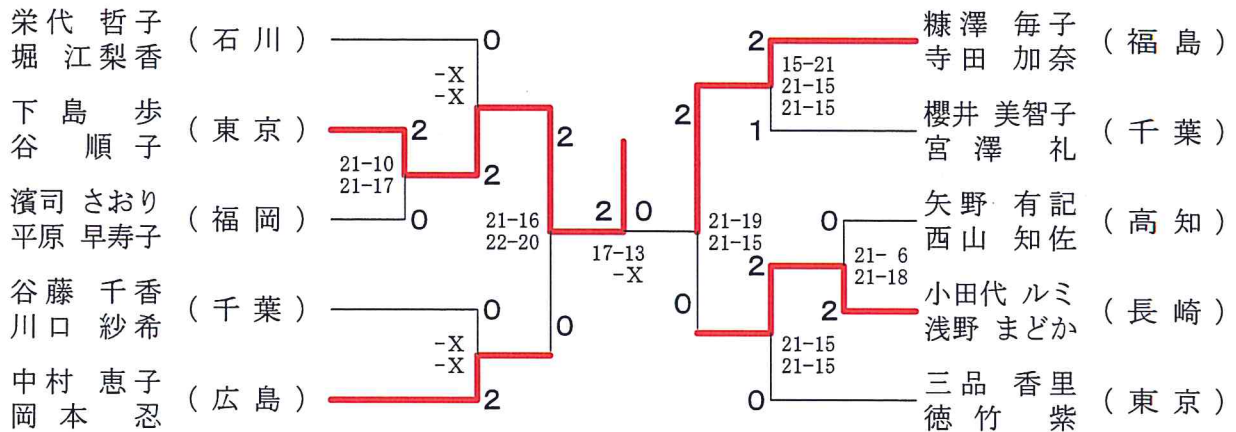 栄代 哲子
堀 江梨香
(石川)
0
-X
-X
下島 歩
谷 順子
(東京)
2
21-10
21-17
2
濱司 さおり
平原 早寿子
(福岡)
0
谷藤 千香
川口 紗希
(千葉)
0
-X
-X
中村 恵子
岡本 忍
(広島)
2
2
21-16
22-20
0
2 0
17-13
-X
2
21-19
21-15
0
2
15-21
21-15
21-15
1
糠澤 毎子
寺田 加奈
(福島)
櫻井 美智子
宮澤 礼
(千葉)
0
矢野 有記
西山 知佐
(高知)
21- 6
21-18
2
2
小田代 ルミ
浅野 まどか
(長崎)
21-15
21-15
0
三品 香里
徳竹 紫
(東京)